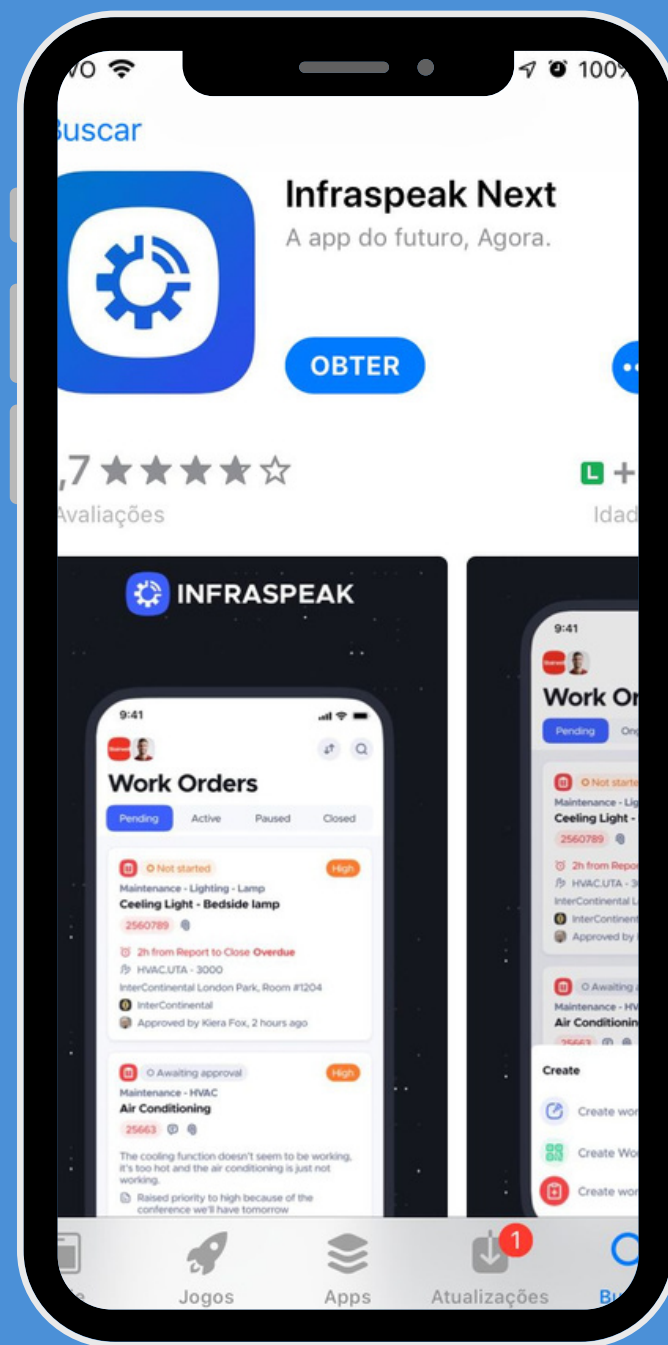 VO 100%
Buscar
Infraspeak Next
A app do futuro, Agora.
OBTER
,7
L +
Avaliações
Idad
INFRASPEAK
9:41
Work Orders
Pending Active Paused Closed
Not started High
Maintenance - Lighting - Lamp
Ceeling Light - Bedside lamp
2560789
2h from Report to Close Overdue
HVAC.UTA - 3000
InterContinental London Park, Room #1204
InterContinental
Approved by Kiera Fox, 2 hours ago
Awaiting approval High
Maintenance - HVAC
Air Conditioning
25663
The cooling function doesn't seem to be working,
it's too hot and the air conditioning is just not
working.
Raised priority to high because of the
conference we'll have tomorrow
9:41
Work Or
Pending On
Not starte
Maintenance - Lig
Ceeling Light -
2560789
2h from Repor
HVAC.UTA - 3
InterContinental L
InterContinent
Approved by
Awaiting a
Maintenance - HV
Air Conditionin
25663
Create
Create wor
Create Wo
Create wor
1
e Jogos Apps Atualizações Bu